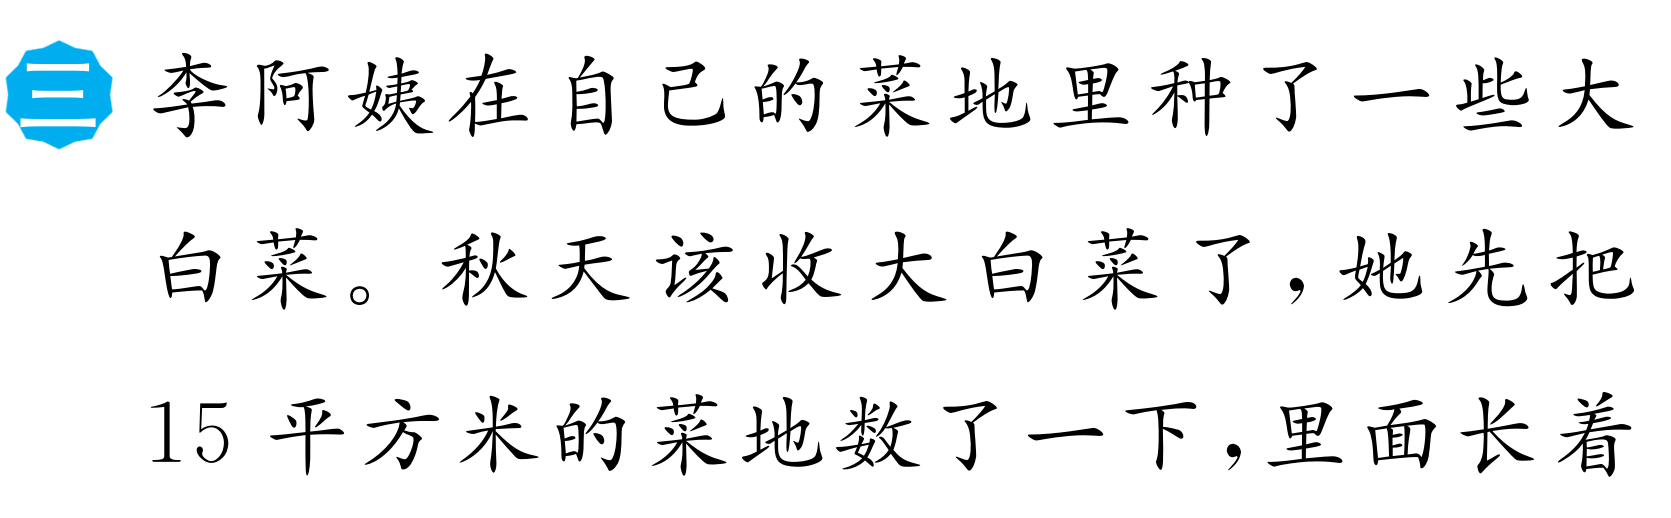 三 李阿姨在自己的菜地里种了一些大
白菜。秋天该收大白菜了,她先把
15 平方米的菜地数了一下,里面长着